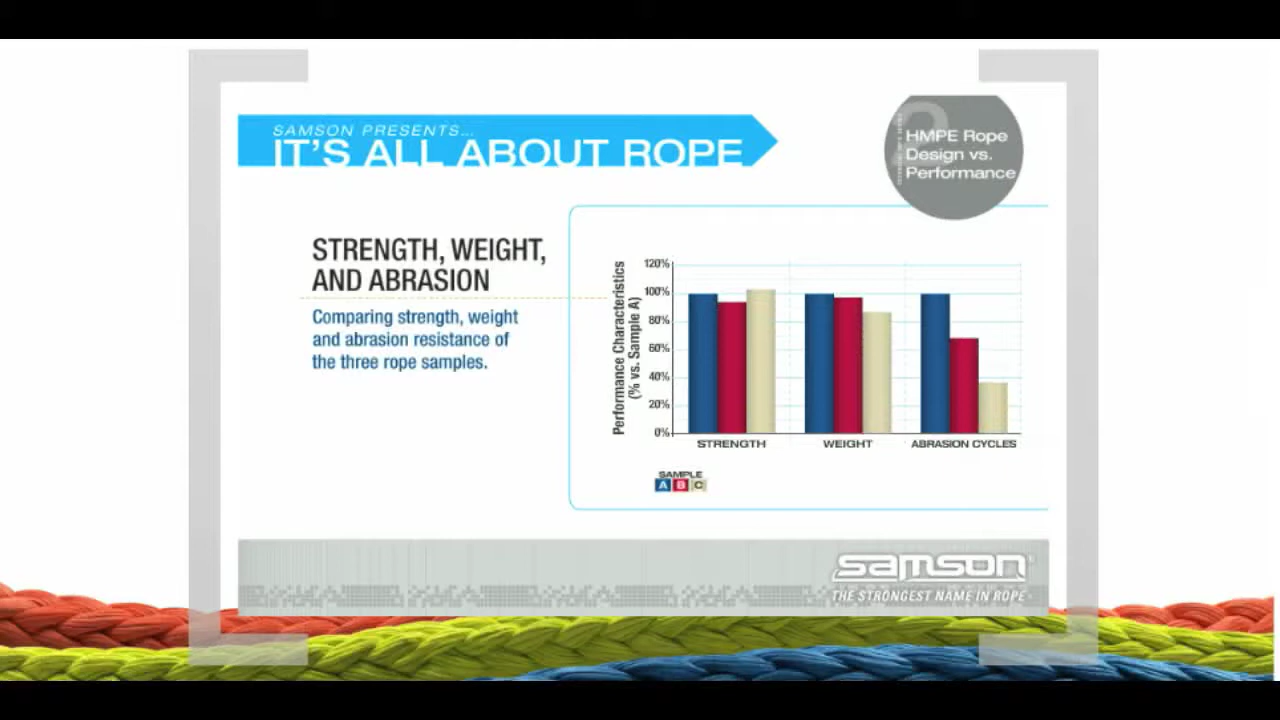 SAMSON PRESENTS...
IT'S ALL ABOUT ROPE
2
HMPE Rope
Design vs.
Performance
STRENGTH, WEIGHT,
AND ABRASION
Comparing strength, weight
and abrasion resistance of
the three rope samples.
Performance Characteristics
(% vs. Sample A)
120%
100%
80%
60%
40%
20%
0%
STRENGTH WEIGHT ABRASION CYCLES
SAMPLE
A B C
samson
THE STRONGEST NAME IN ROPE